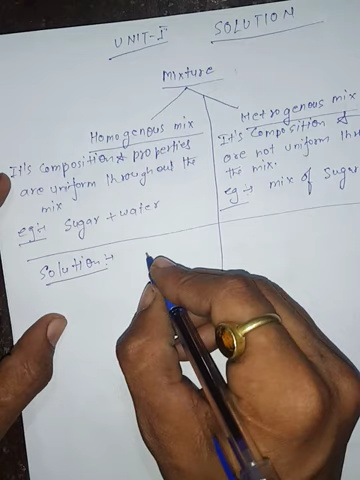 UNIT-I SOLUTION
Mixture
Homogenous mix
It's composition & properties
are uniform throughout the
mix
eg:- Sugar + water
Metrogenous mix
It's composition &
are not uniform thr
the mix.
eg:- mix of Sugar
Solution:-